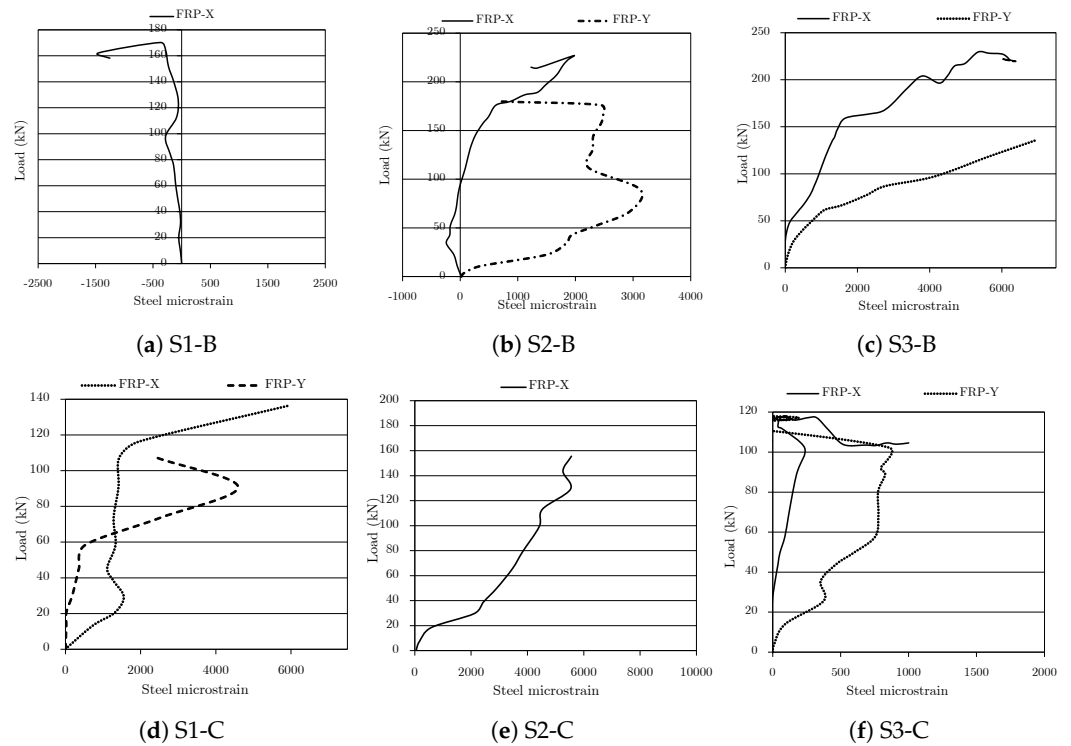 FRP-X
180
160
140
120
100
80
60
40
20
0
-2500 -1500 -500 500 1500 2500
Load (kN)
Steel microstrain
(a) S1-B
FRP-X FRP-Y
250
200
150
100
50
0
-1000 0 1000 2000 3000 4000
Load (kN)
Steel microstrain
(b) S2-B
FRP-X FRP-Y
250
200
150
100
50
0
0 2000 4000 6000
Load (kN)
Steel microstrain
(c) S3-B
FRP-X FRP-Y
140
120
100
80
60
40
20
0
0 2000 4000 6000
Load (kN)
Steel microstrain
(d) S1-C
FRP-X
200
180
160
140
120
100
80
60
40
20
0
0 2000 4000 6000 8000 10000
Load (kN)
Steel microstrain
(e) S2-C
FRP-X FRP-Y
120
100
80
60
40
20
0
0 500 1000 1500 2000
Load (kN)
Steel microstrain
(f) S3-C